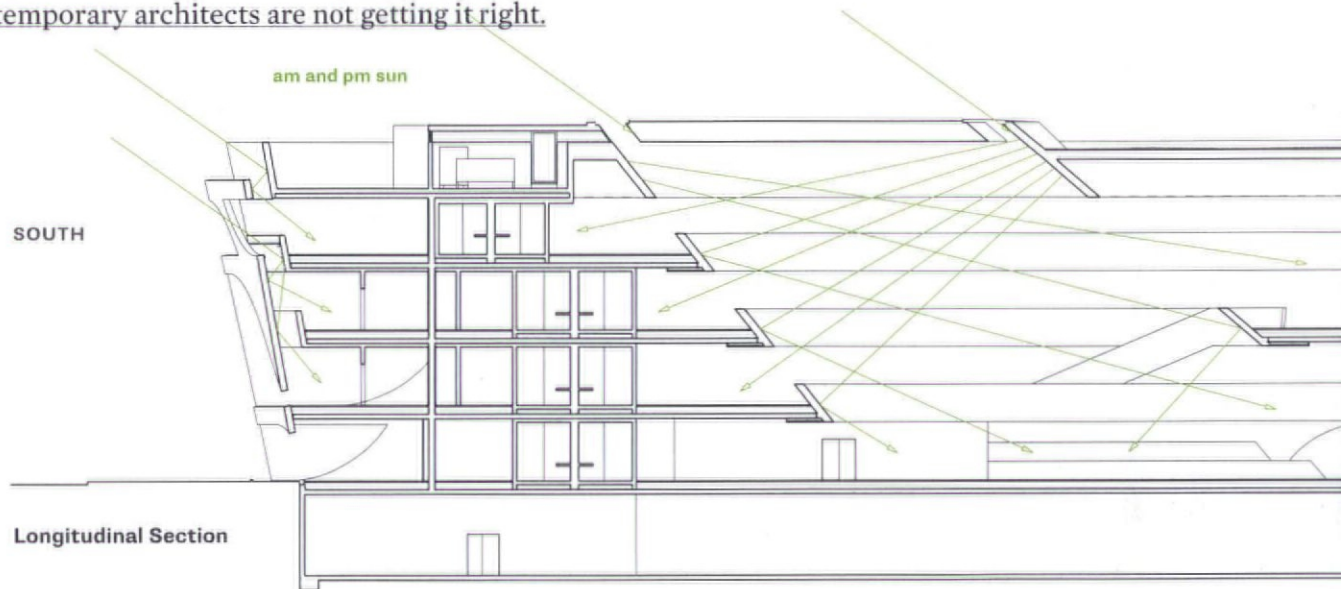 temporary architects are not getting it right.
am and pm sun
SOUTH
Longitudinal Section